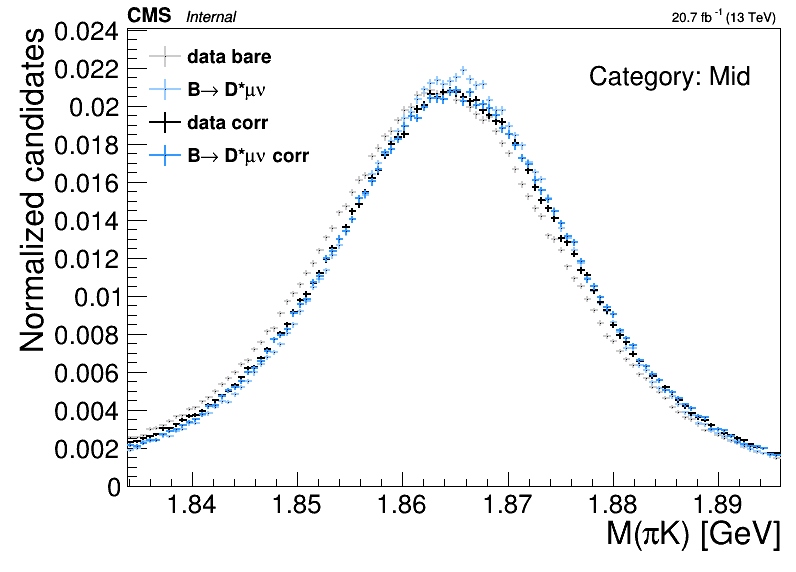 CMS Internal 20.7 fb⁻¹ (13 TeV)
Normalized candidates
0.024
0.022
0.02
0.018
0.016
0.014
0.012
0.01
0.008
0.006
0.004
0.002
0
data bare
B→ D*μν
data corr
B→ D*μν corr
Category: Mid
1.84 1.85 1.86 1.87 1.88 1.89
M(πK) [GeV]